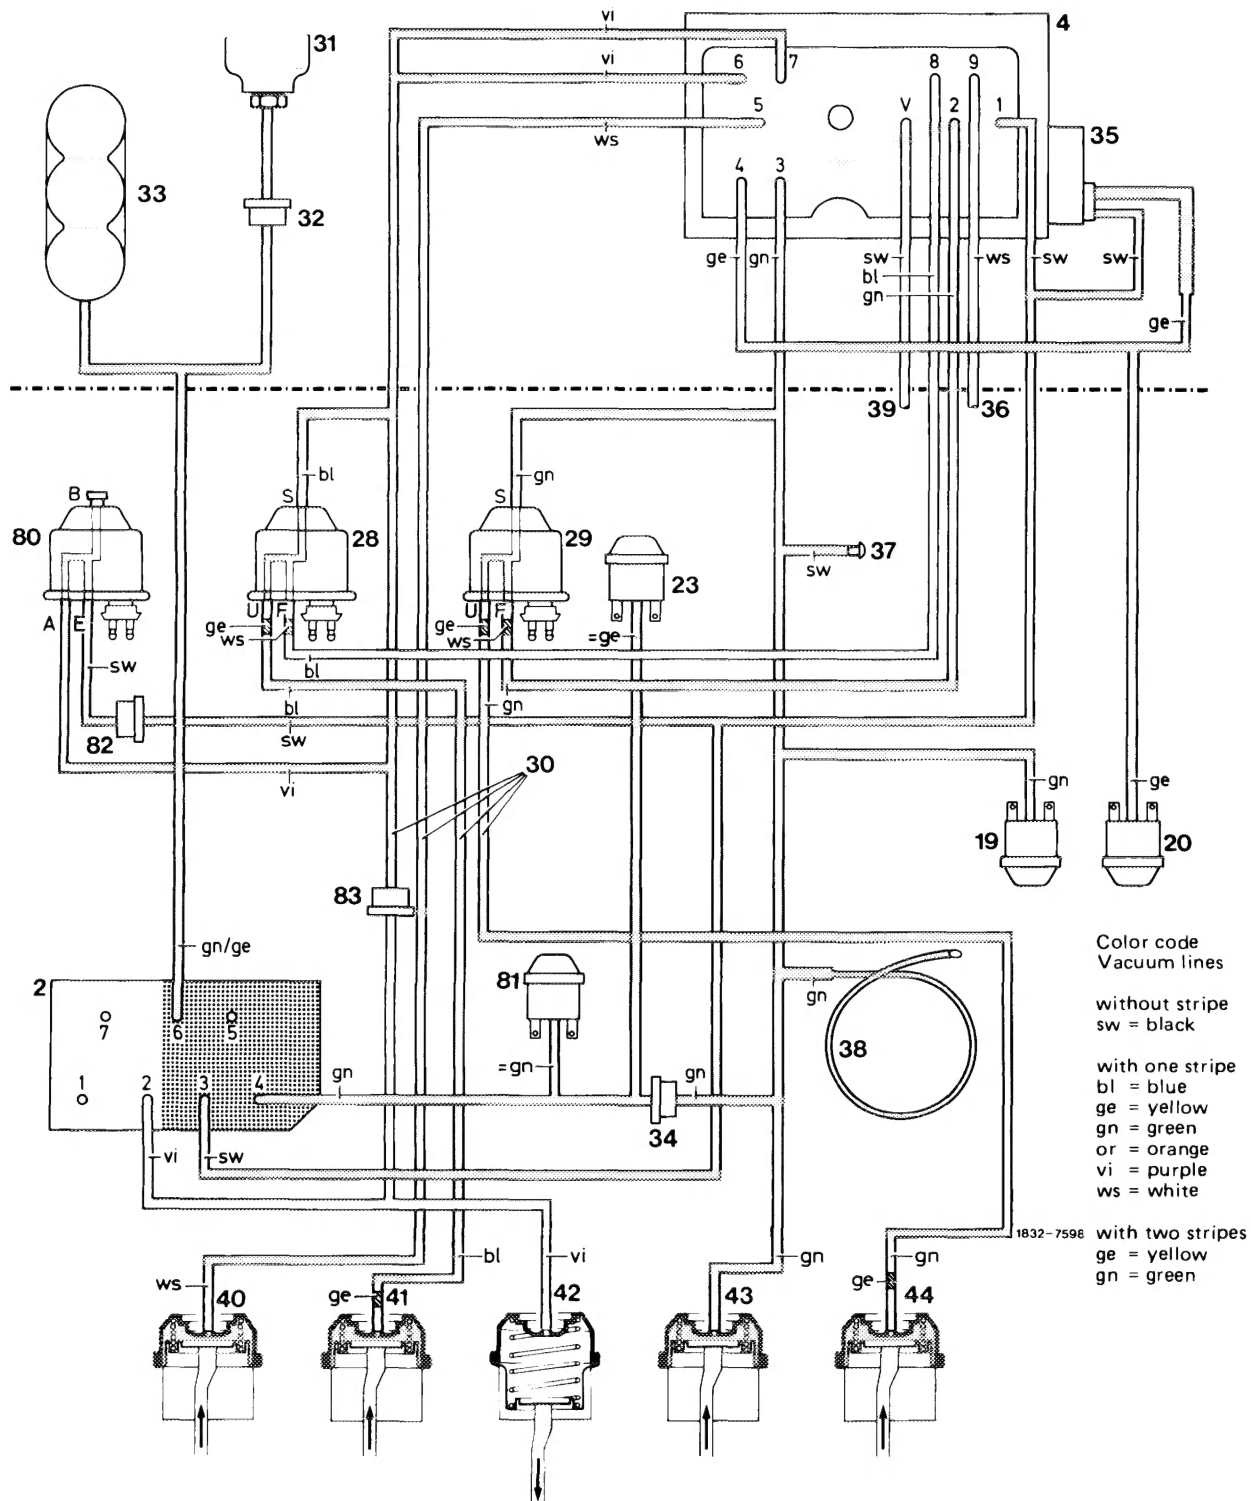 vi
4
31
vi
6
7
8
9
5
V
2
1
35
33
ws
4
3
32
ge
gn
sw
bl
gn
ws
sw
sw
ge
39
36
bl
gn
B
S
S
80
28
29
23
37
sw
A
E
U
F
U
F
ge
ws
ge
ws
=ge
sw
bl
bl
gn
82
sw
vi
30
gn
ge
19
20
83
gn/ge
Color code
Vacuum lines
without stripe
sw = black
with one stripe
bl = blue
ge = yellow
gn = green
or = orange
vi = purple
ws = white
1832-7598
with two stripes
ge = yellow
gn = green
2
7
6
5
81
gn
38
1
2
3
4
gn
=gn
gn
34
vi
sw
bl
vi
gn
gn
ws
40
ge
41
42
43
ge
44